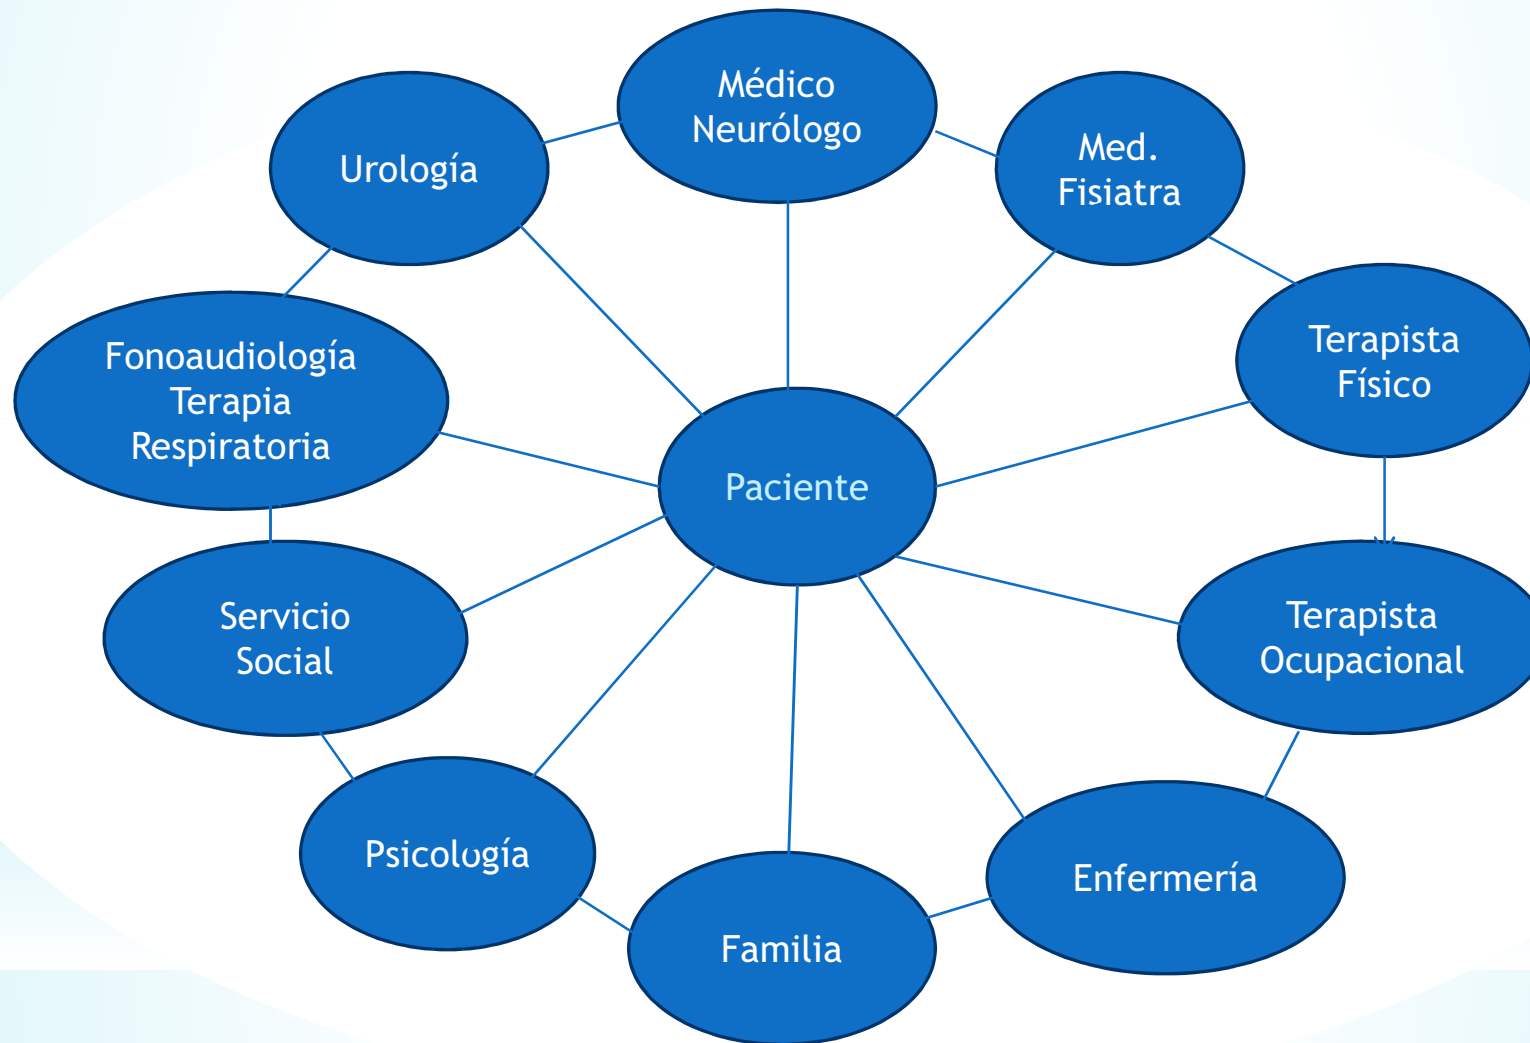 Médico
Neurólogo
Urología
Med.
Fisiatra
Terapista
Físico
Fonoaudiología
Terapia
Respiratoria
Paciente
Servicio
Social
Terapista
Ocupacional
Psicología
Enfermería
Familia